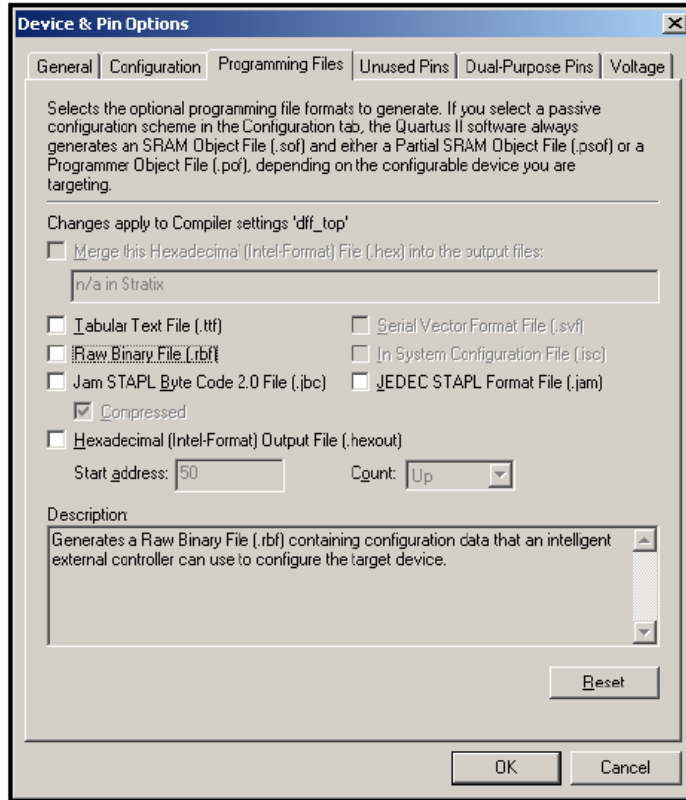 Device & Pin Options
General
Configuration
Programming Files
Unused Pins
Dual-Purpose Pins
Voltage
Selects the optional programming file formats to generate. If you select a passive
configuration scheme in the Configuration tab, the Quartus II software always
generates an SRAM Object File (.sof) and either a Partial SRAM Object File (.psof) or a
Programmer Object File (.pof), depending on the configurable device you are
targeting.
Changes apply to Compiler settings 'dff_top'
Merge this Hexadecimal (Intel-Format) File (.hex) into the output files:
n/a in Stratix
Tabular Text File (.ttf)
Serial Vector Format File (.svf)
Raw Binary File (.rbf)
In System Configuration File (.isc)
Jam STAPL Byte Code 2.0 File (.jbc)
JEDEC STAPL Format File (.jam)
Compressed
Hexadecimal (Intel-Format) Output File (.hexout)
Start address: 50
Count: Up
Description:
Generates a Raw Binary File (.rbf) containing configuration data that an intelligent
external controller can use to configure the target device.
Reset
OK
Cancel